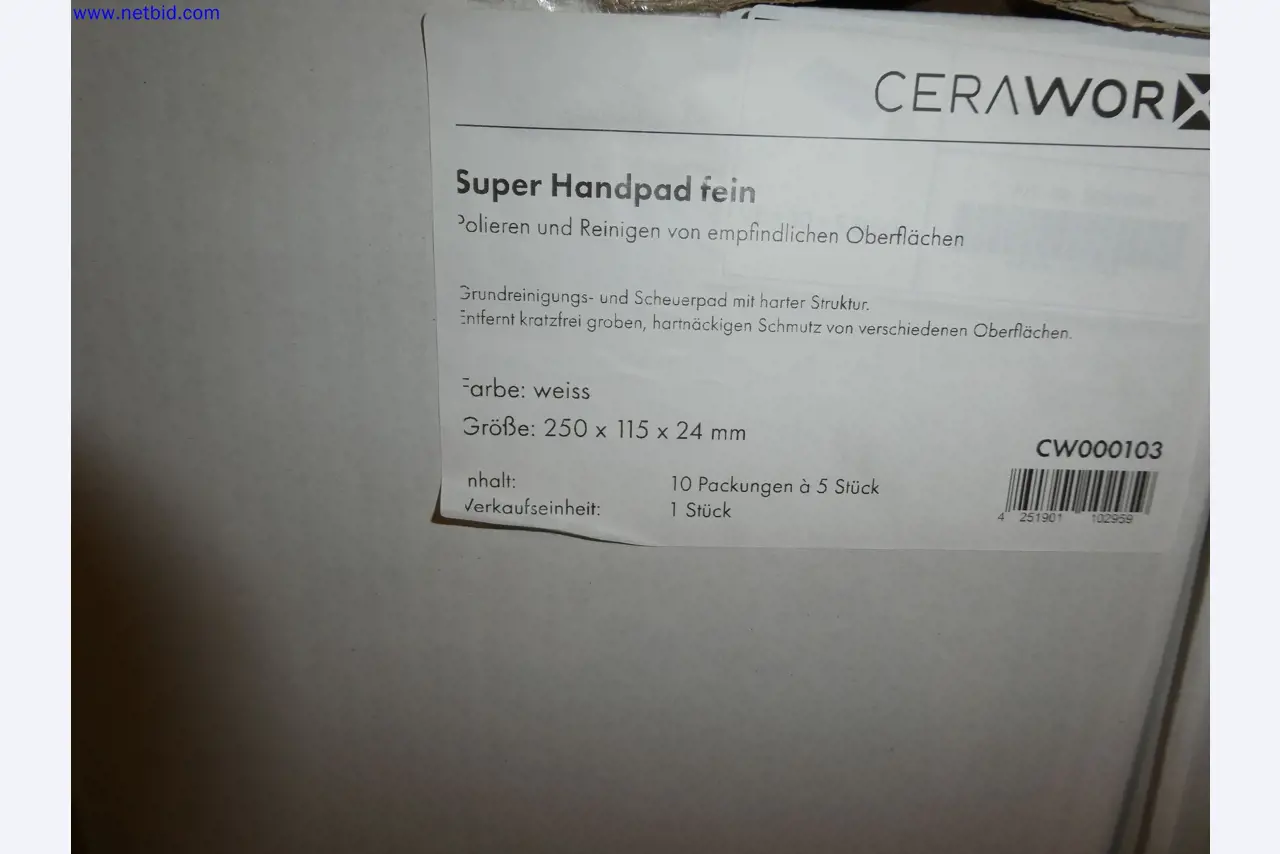 www.netbid.com
CERAWORX
Super Handpad fein
Polieren und Reinigen von empfindlichen Oberflächen
Grundreinigungs- und Scheuerpad mit harter Struktur.
Entfernt kratzfrei groben, hartnäckigen Schmutz von verschiedenen Oberflächen.
Farbe: weiss
Größe: 250 x 115 x 24 mm
CW000103
Inhalt: 10 Packungen à 5 Stück
Verkaufseinheit: 1 Stück
4 251901 102959